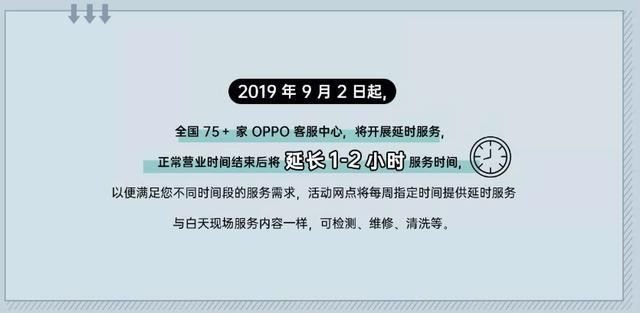 2019 年 9 月 2 日起,
全国 75+ 家 OPPO 客服中心，将开展延时服务，
正常营业时间结束后将 延长 1-2 小时 服务时间，
以便满足您不同时间段的服务需求，活动网点将每周指定时间提供延时服务
与白天现场服务内容一样，可检测、维修、清洗等。